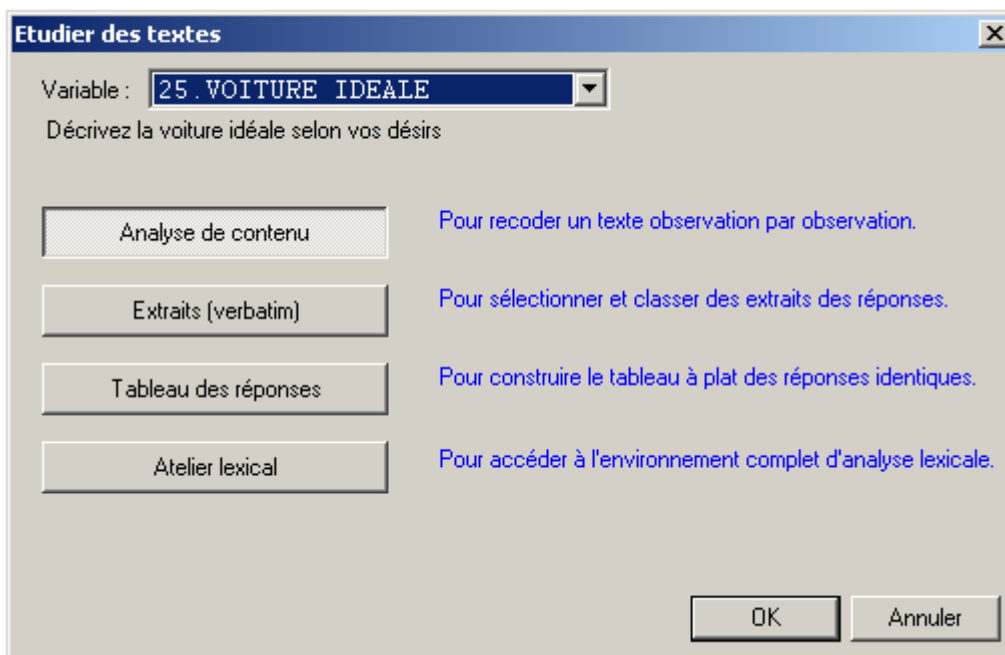 Etudier des textes
Variable : 25.VOITURE IDEALE
Décrivez la voiture idéale selon vos désirs
Analyse de contenu Pour recoder un texte observation par observation.
Extraits (verbatim) Pour sélectionner et classer des extraits des réponses.
Tableau des réponses Pour construire le tableau à plat des réponses identiques.
Atelier lexical Pour accéder à l'environnement complet d'analyse lexicale.
OK Annuler